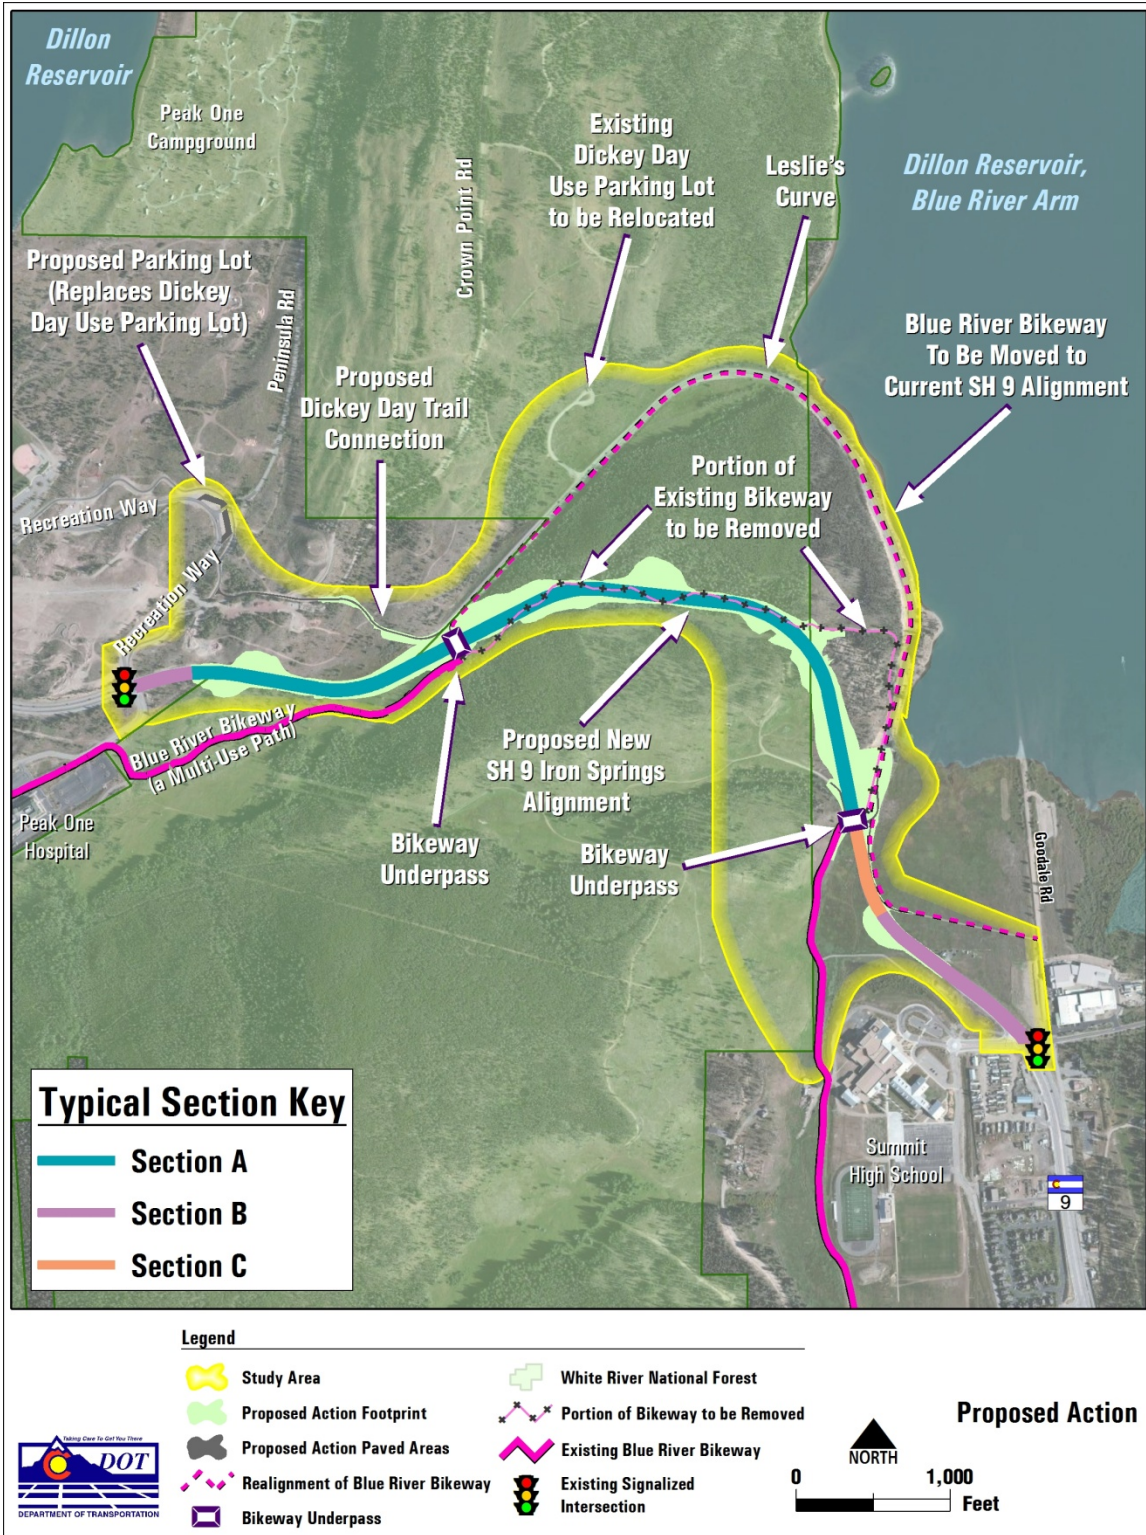 Dillon
Reservoir
Peak One
Campground
Crown Point Rd
Existing
Dickey Day
Use Parking Lot
to be Relocated
Leslie's
Curve
Dillon Reservoir,
Blue River Arm
Proposed Parking Lot
(Replaces Dickey
Day Use Parking Lot)
Peninsula Rd
Proposed
Dickey Day Trail
Connection
Blue River Bikeway
To Be Moved to
Current SH 9 Alignment
Portion of
Existing Bikeway
to be Removed
Recreation Way
Recreation Way
Blue River Bikeway
(a Multi-Use Path)
Proposed New
SH 9 Iron Springs
Alignment
Peak One
Hospital
Bikeway
Underpass
Bikeway
Underpass
Goodale Rd
Summit
High School
C
9
Typical Section Key
Section A
Section B
Section C
Legend
Study Area
Proposed Action Footprint
Proposed Action Paved Areas
Realignment of Blue River Bikeway
Bikeway Underpass
White River National Forest
Portion of Bikeway to be Removed
Existing Blue River Bikeway
Existing Signalized
Intersection
Proposed Action
NORTH
0 1,000
Feet
Taking Care To Get You There
C DOT
DEPARTMENT OF TRANSPORTATION